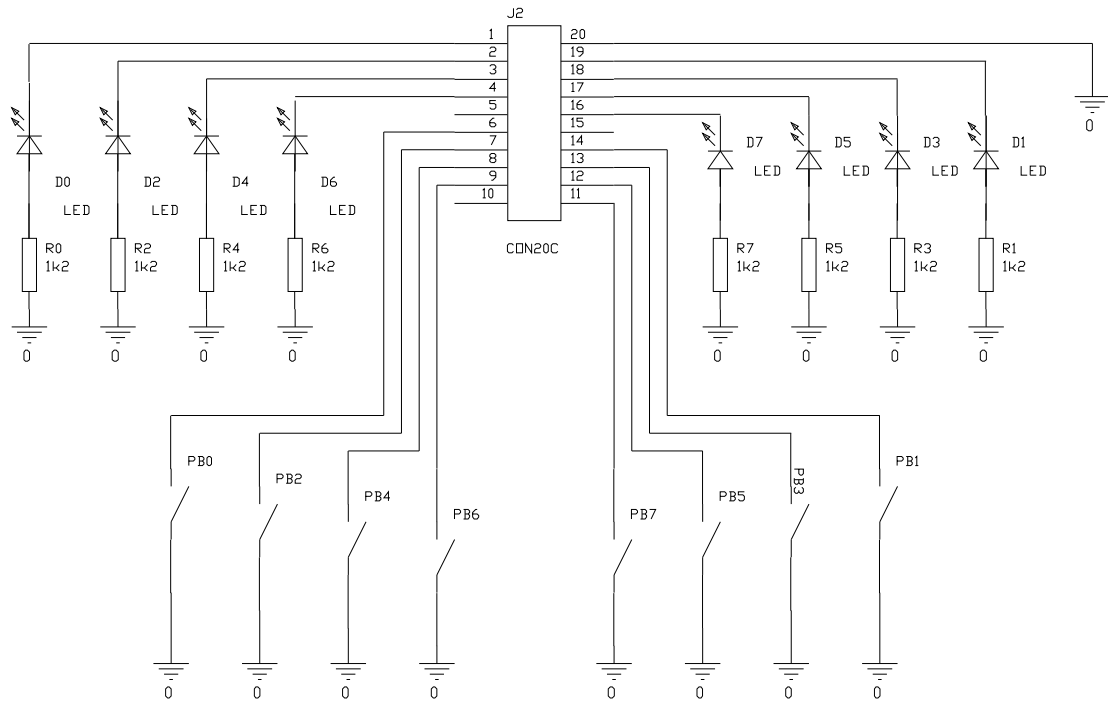 J2
1 20
2 19
3 18
4 17
5 16
6 15
7 14
8 13
9 12
10 11
CON20C
0
D0
LED
D2
LED
D4
LED
D6
LED
D7
LED
D5
LED
D3
LED
D1
LED
R0
1k2
R2
1k2
R4
1k2
R6
1k2
R7
1k2
R5
1k2
R3
1k2
R1
1k2
0 0 0 0 0 0 0 0
PB0
PB2
PB4
PB6
PB7
PB5
PB3
PB1
0 0 0 0 0 0 0 0